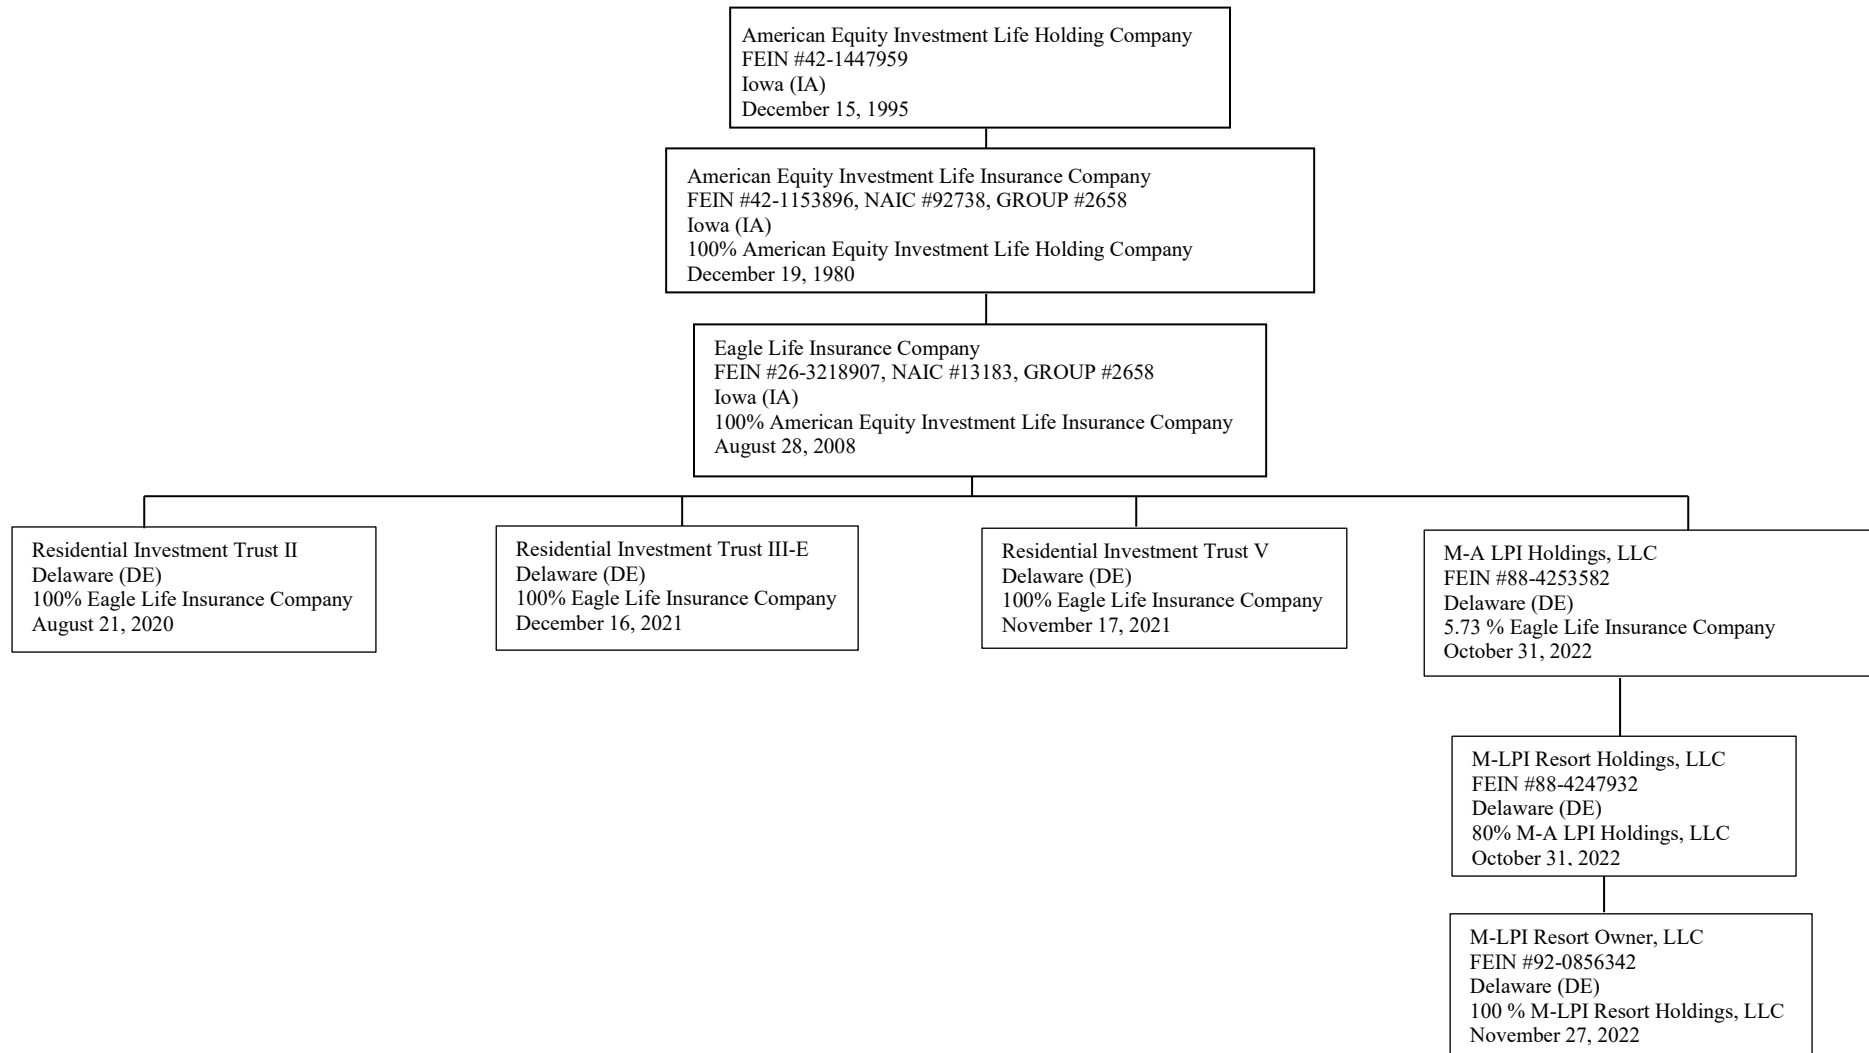 American Equity Investment Life Holding Company
FEIN #42-1447959
Iowa (IA)
December 15, 1995
American Equity Investment Life Insurance Company
FEIN #42-1153896, NAIC #92738, GROUP #2658
Iowa (IA)
100% American Equity Investment Life Holding Company
December 19, 1980
Eagle Life Insurance Company
FEIN #26-3218907, NAIC #13183, GROUP #2658
Iowa (IA)
100% American Equity Investment Life Insurance Company
August 28, 2008
Residential Investment Trust II
Delaware (DE)
100% Eagle Life Insurance Company
August 21, 2020
Residential Investment Trust III-E
Delaware (DE)
100% Eagle Life Insurance Company
December 16, 2021
Residential Investment Trust V
Delaware (DE)
100% Eagle Life Insurance Company
November 17, 2021
M-A LPI Holdings, LLC
FEIN #88-4253582
Delaware (DE)
5.73 % Eagle Life Insurance Company
October 31, 2022
M-LPI Resort Holdings, LLC
FEIN #88-4247932
Delaware (DE)
80% M-A LPI Holdings, LLC
October 31, 2022
M-LPI Resort Owner, LLC
FEIN #92-0856342
Delaware (DE)
100 % M-LPI Resort Holdings, LLC
November 27, 2022